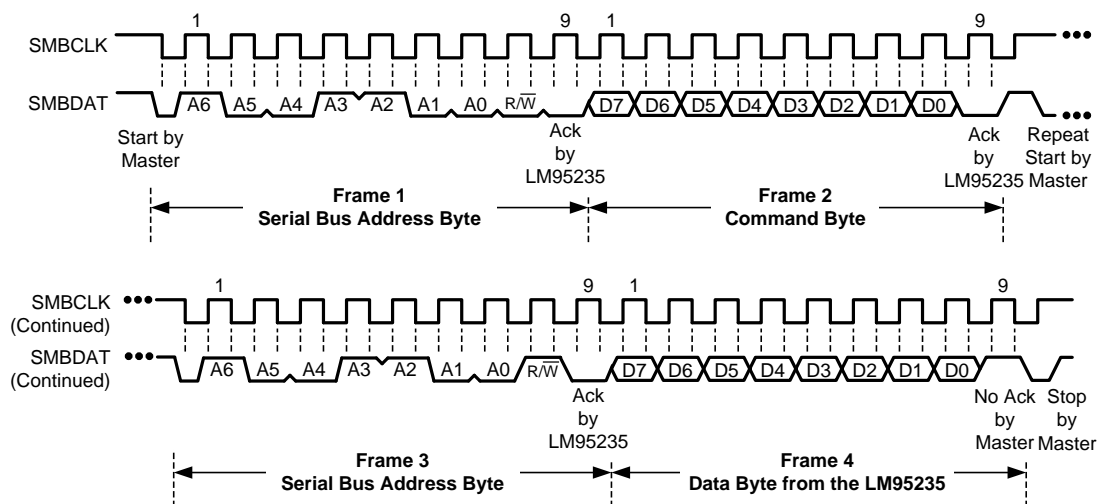 1 9 1 9
SMBCLK
SMBDAT
A6 A5 A4 A3 A2 A1 A0 R/W̅ D7 D6 D5 D4 D3 D2 D1 D0
Start by
Master
Ack
by
LM95235
Ack
by
LM95235
Repeat
Start by
Master
Frame 1
Serial Bus Address Byte
Frame 2
Command Byte
1 9 1 9
SMBCLK
(Continued)
SMBDAT
(Continued)
A6 A5 A4 A3 A2 A1 A0 R/W̅ D7 D6 D5 D4 D3 D2 D1 D0
Ack
by
LM95235
No Ack
by
Master
Stop
by
Master
Frame 3
Serial Bus Address Byte
Frame 4
Data Byte from the LM95235